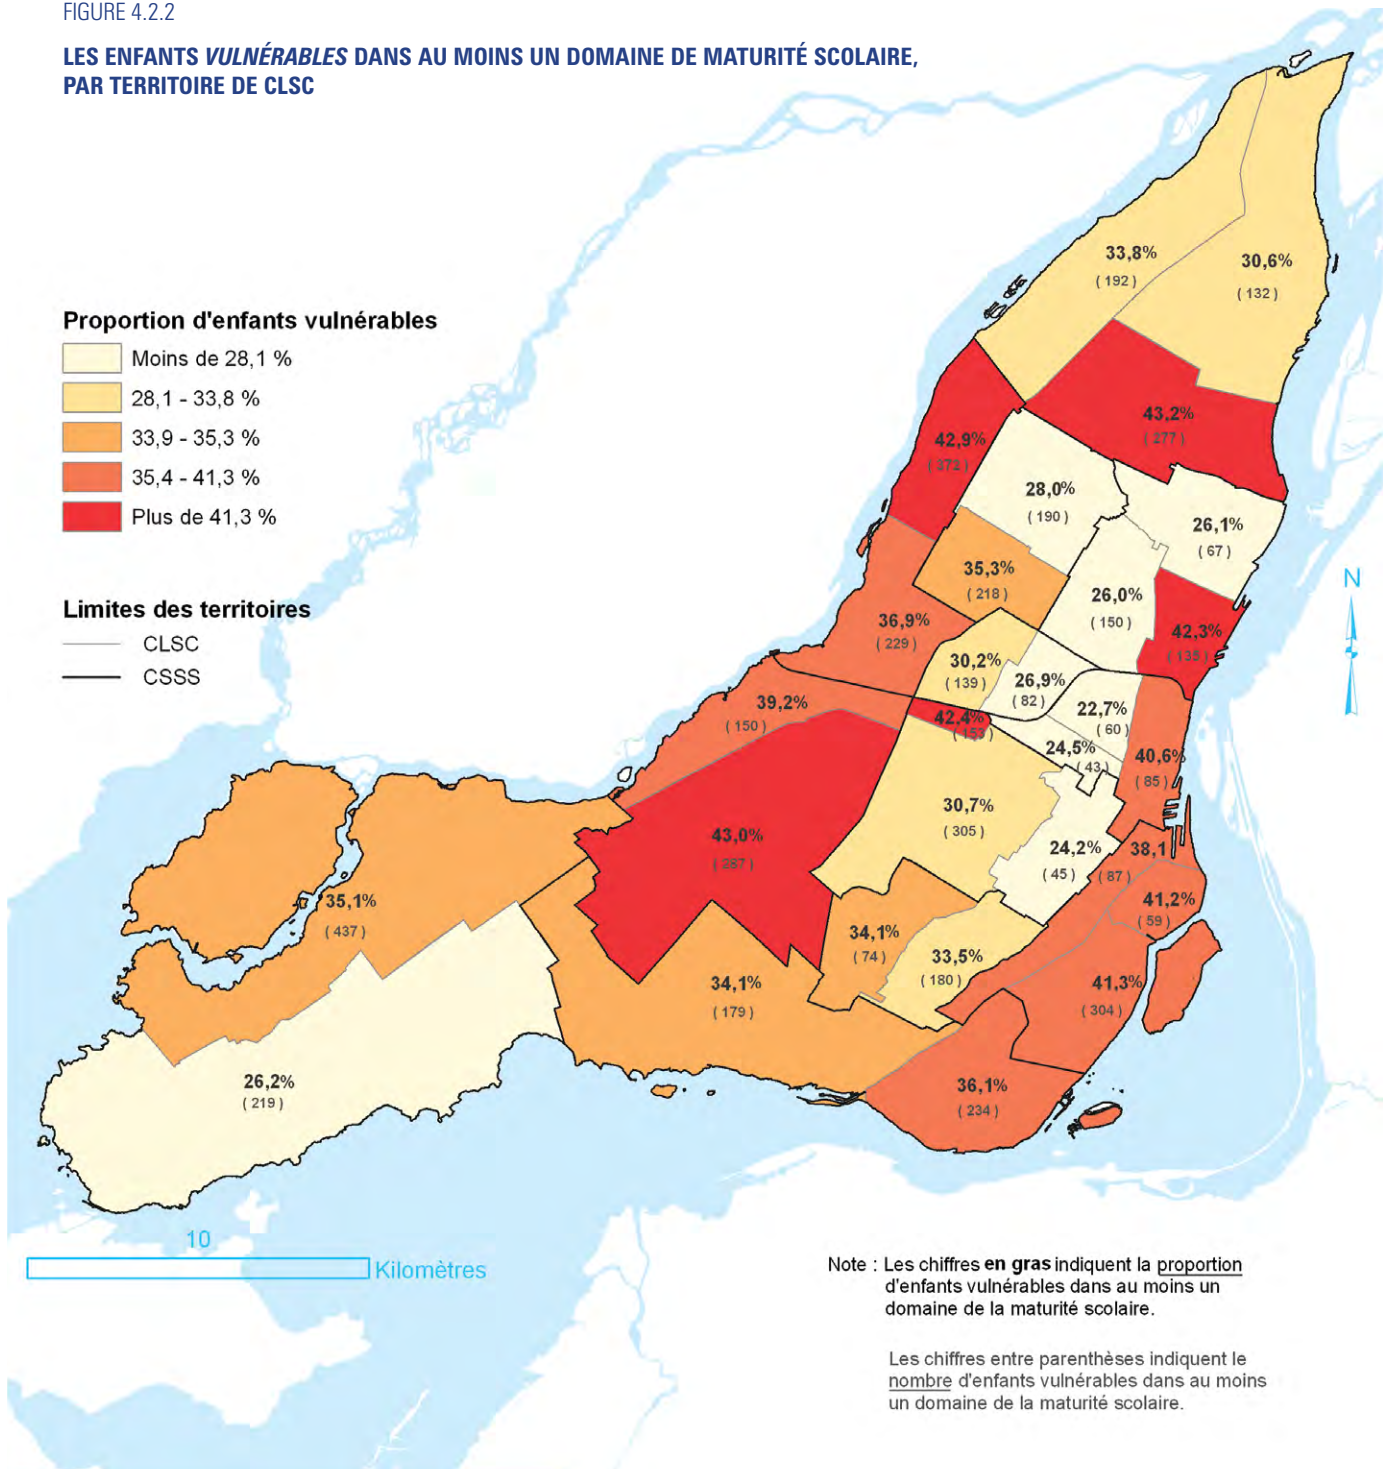 FIGURE 4.2.2
LES ENFANTS VULNÉRABLES DANS AU MOINS UN DOMAINE DE MATURITÉ SCOLAIRE,
PAR TERRITOIRE DE CLSC
Proportion d'enfants vulnérables
Moins de 28,1 %
28,1 - 33,8 %
33,9 - 35,3 %
35,4 - 41,3 %
Plus de 41,3 %
Limites des territoires
CLSC
CSSS
33,8%
( 192 )
30,6%
( 132 )
43,2%
( 277 )
42,9%
28,0%
( 190 )
26,1%
( 67 )
35,3%
( 218 )
26,0%
( 150 )
36,9%
( 229 )
42,3%
( 135 )
30,2%
( 139 )
26,9%
( 82 )
39,2%
( 150 )
42,4%
( 153 )
22,7%
( 60 )
24,5%
( 43 )
40,6%
( 85 )
30,7%
( 305 )
43,0%
24,2%
( 45 )
38,1
( 87 )
35,1%
( 437 )
41,2%
( 59 )
34,1%
( 74 )
33,5%
( 180 )
34,1%
( 179 )
41,3%
( 304 )
26,2%
( 219 )
36,1%
( 234 )
N
10
Kilomètres
Note : Les chiffres en gras indiquent la proportion
d'enfants vulnérables dans au moins un
domaine de la maturité scolaire.
Les chiffres entre parenthèses indiquent le
nombre d'enfants vulnérables dans au moins
un domaine de la maturité scolaire.